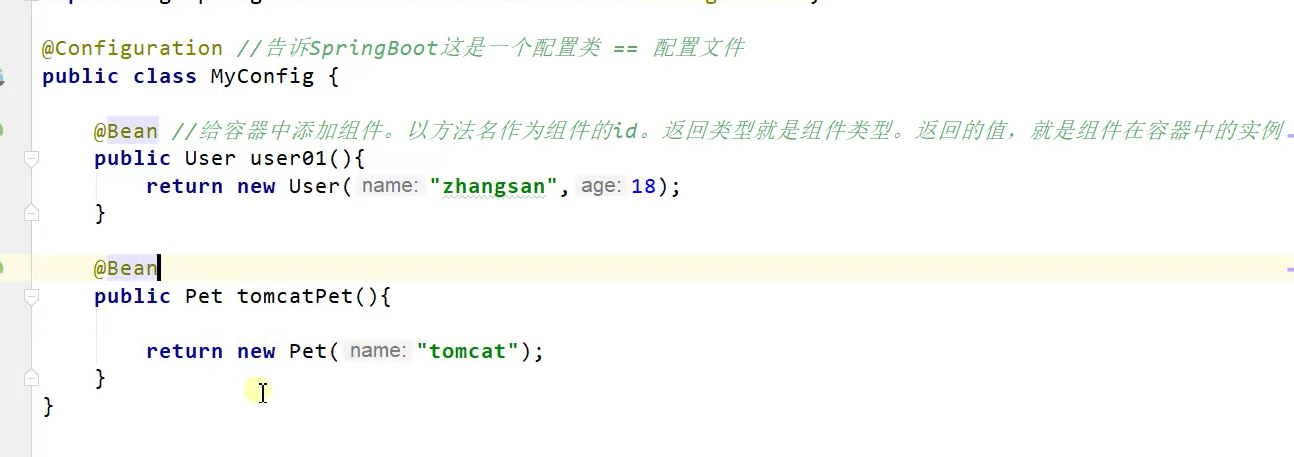 @Configuration //告诉SpringBoot这是一个配置类 == 配置文件
public class MyConfig {
@Bean //给容器中添加组件。以方法名作为组件的id。返回类型就是组件类型。返回的值，就是组件在容器中的实例
public User user01(){
return new User( name: "zhangsan", age: 18);
}
@Bean
public Pet tomcatPet(){
return new Pet( name: "tomcat");
}
}